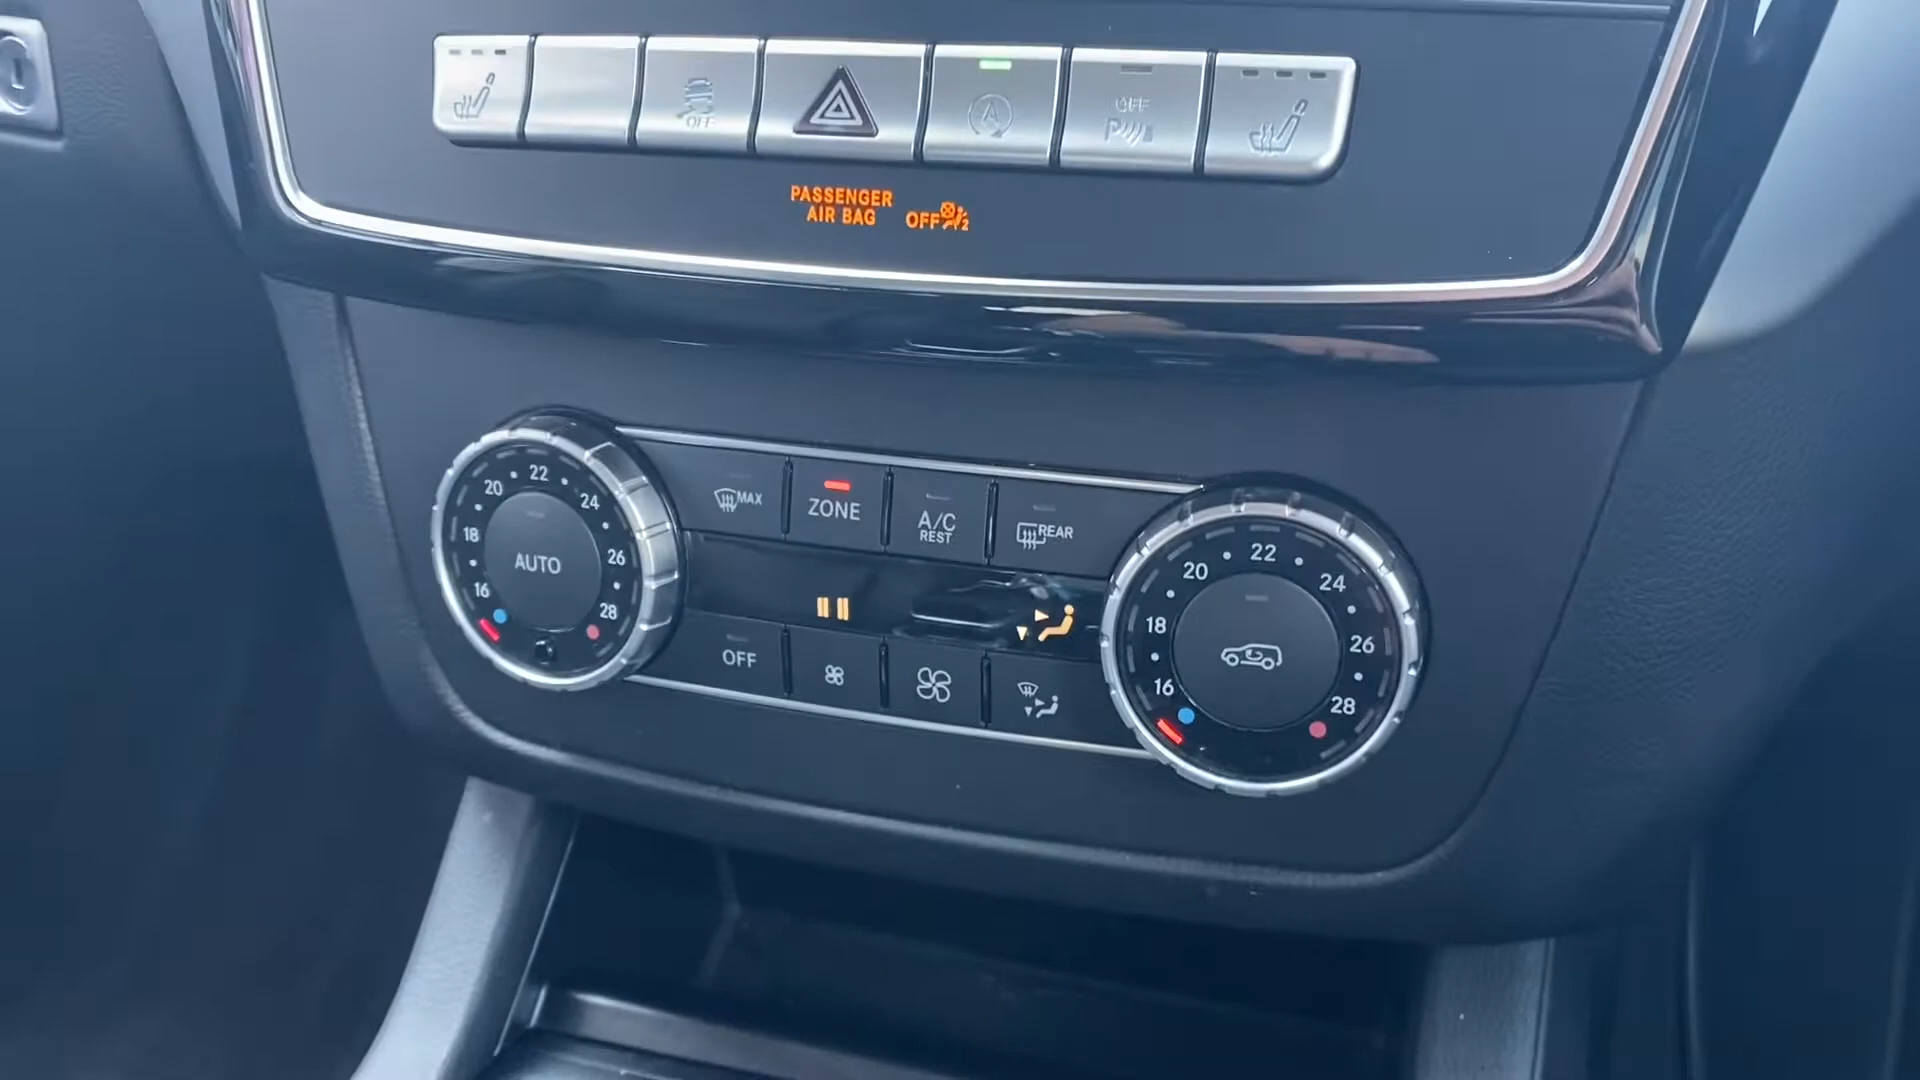 OFF
OFF
A
P
PASSENGER
AIR BAG OFF 2
22
20 24
18 26
16 28
AUTO
MAX
ZONE
A/C
REST
REAR
OFF
22
20 24
18 26
16 28